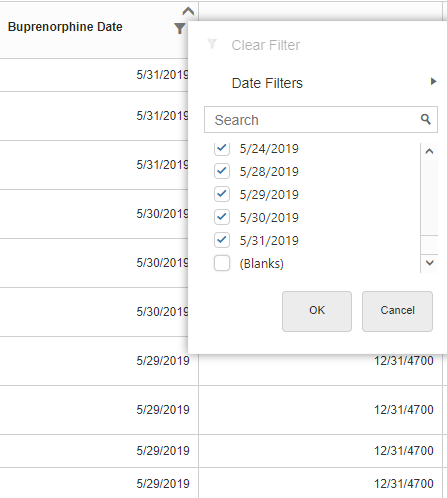 Buprenorphine Date
Clear Filter
Date Filters
Search
5/24/2019
5/28/2019
5/29/2019
5/30/2019
5/31/2019
(Blanks)
OK Cancel
5/31/2019
5/31/2019
5/31/2019
5/30/2019
5/30/2019
5/30/2019
5/29/2019 12/31/4700
5/29/2019 12/31/4700
5/29/2019 12/31/4700
5/29/2019 12/31/4700